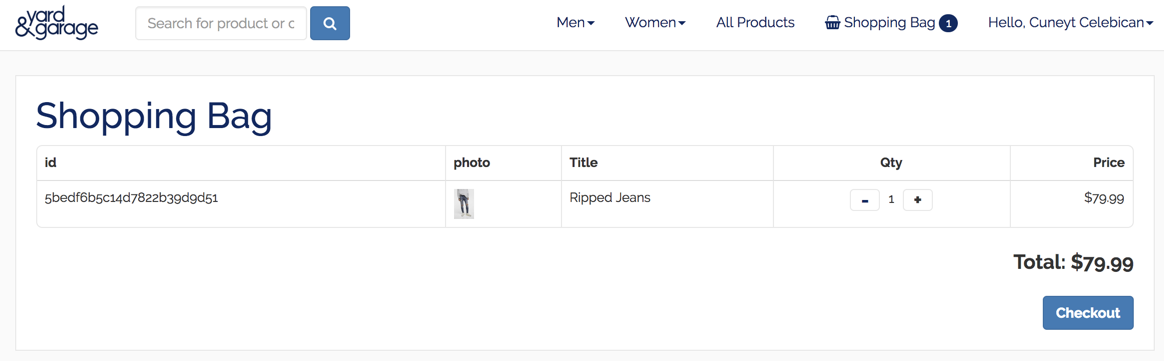 yard
&garage
Search for product or c
Men
Women
All Products
Shopping Bag 1
Hello, Cuneyt Celebican
Shopping Bag
id photo Title Qty Price
5bedf6b5c14d7822b39d9d51 Ripped Jeans - 1 + $79.99
Total: $79.99
Checkout